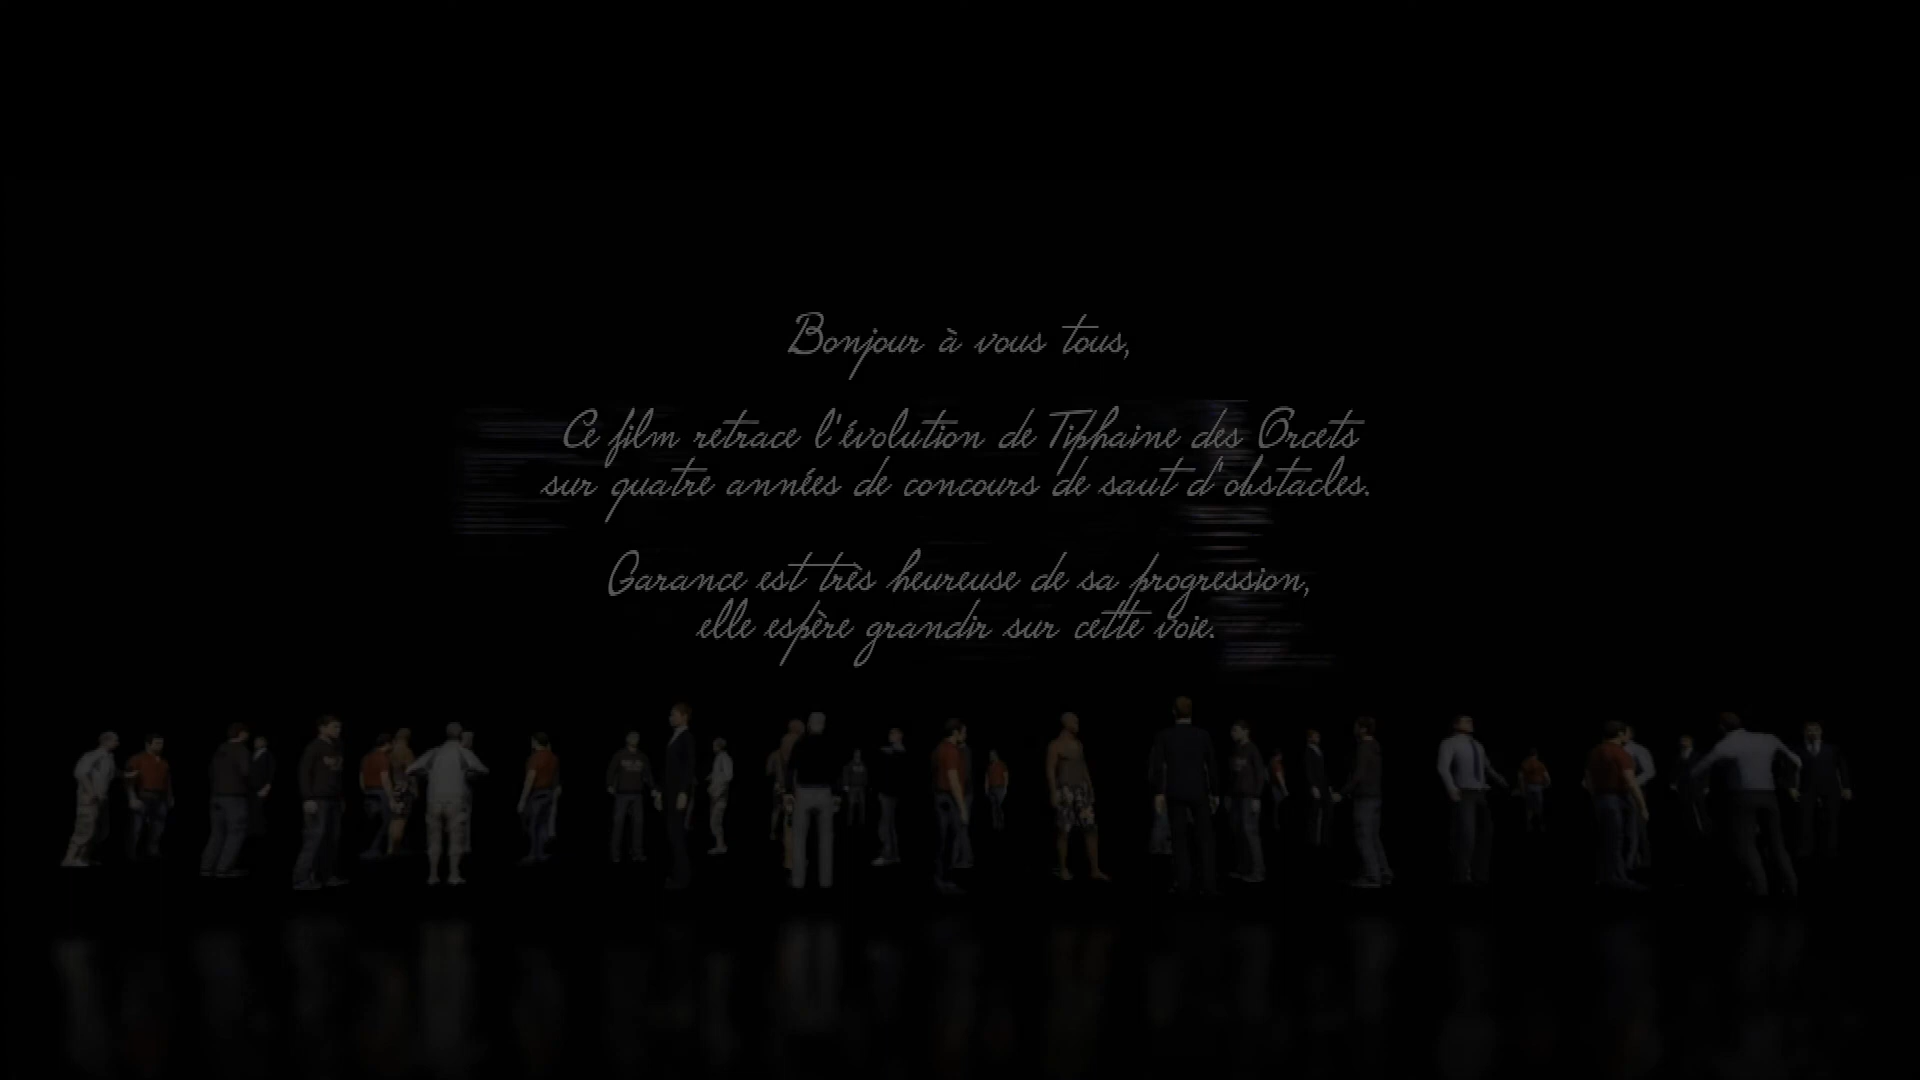 Bonjour à vous tous,
Ce film retrace l'évolution de Tiphaine des Orcets
sur quatre années de concours de saut d'obstacles.
Garance est très heureuse de sa progression,
elle espère grandir sur cette voie.